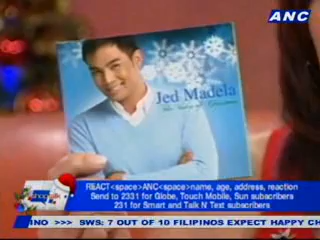 ANC
Jed Madela
REACT<space>ANC<space>name, age, address, reaction
Send to 2331 for Globe, Touch Mobile, Sun subscribers
231 for Smart and Talk N' Text subscribers
INO >>> SWS: 7 OUT OF 10 FILIPINOS EXPECT HAPPY CH